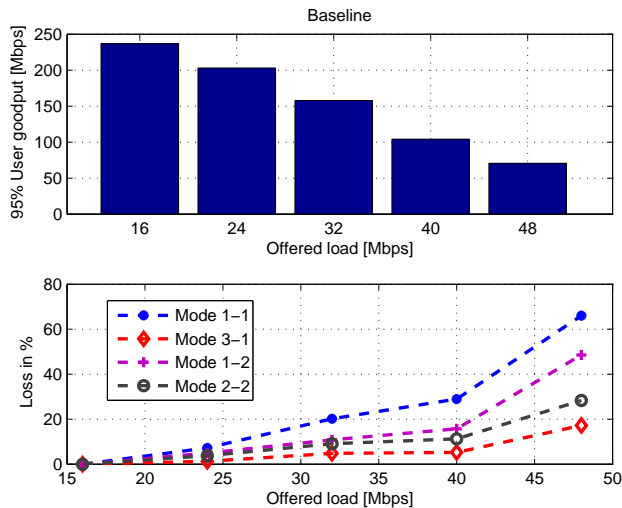 Baseline
95% User goodput [Mbps]
250
200
150
100
50
0
16 24 32 40 48
Offered load [Mbps]
Loss in %
80
60
40
20
0
Mode 1−1
Mode 3−1
Mode 1−2
Mode 2−2
15 20 25 30 35 40 45 50
Offered load [Mbps]